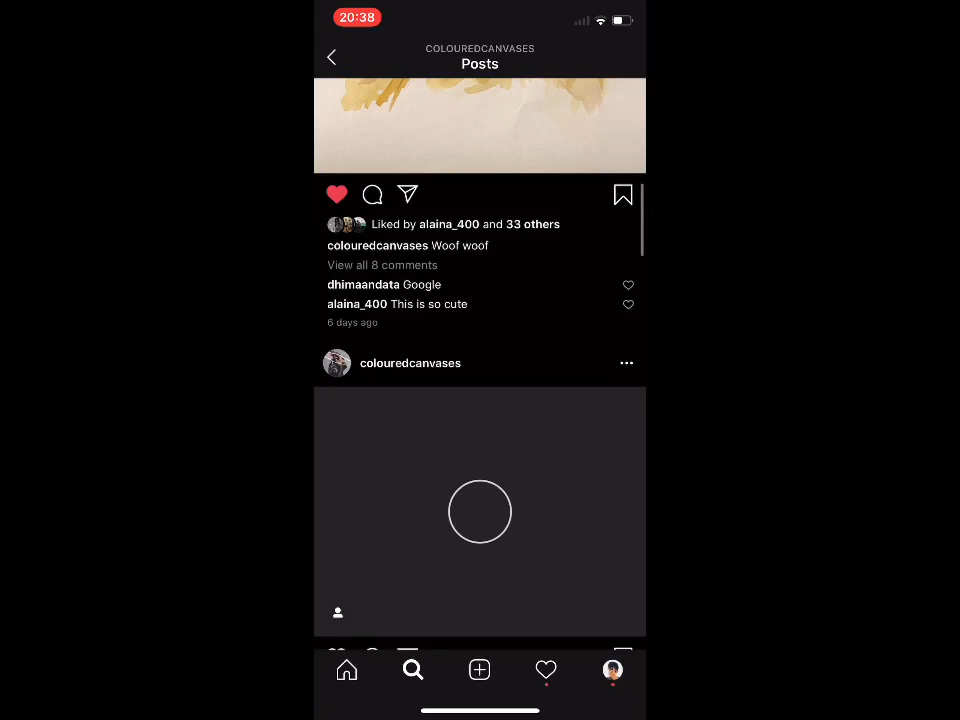 20:38
COLOUREDCANVASES
Posts
Liked by alaina_400 and 33 others
colouredcanvases Woof woof
View all 8 comments
dhimaandata Google
alaina_400 This is so cute
6 days ago
colouredcanvases